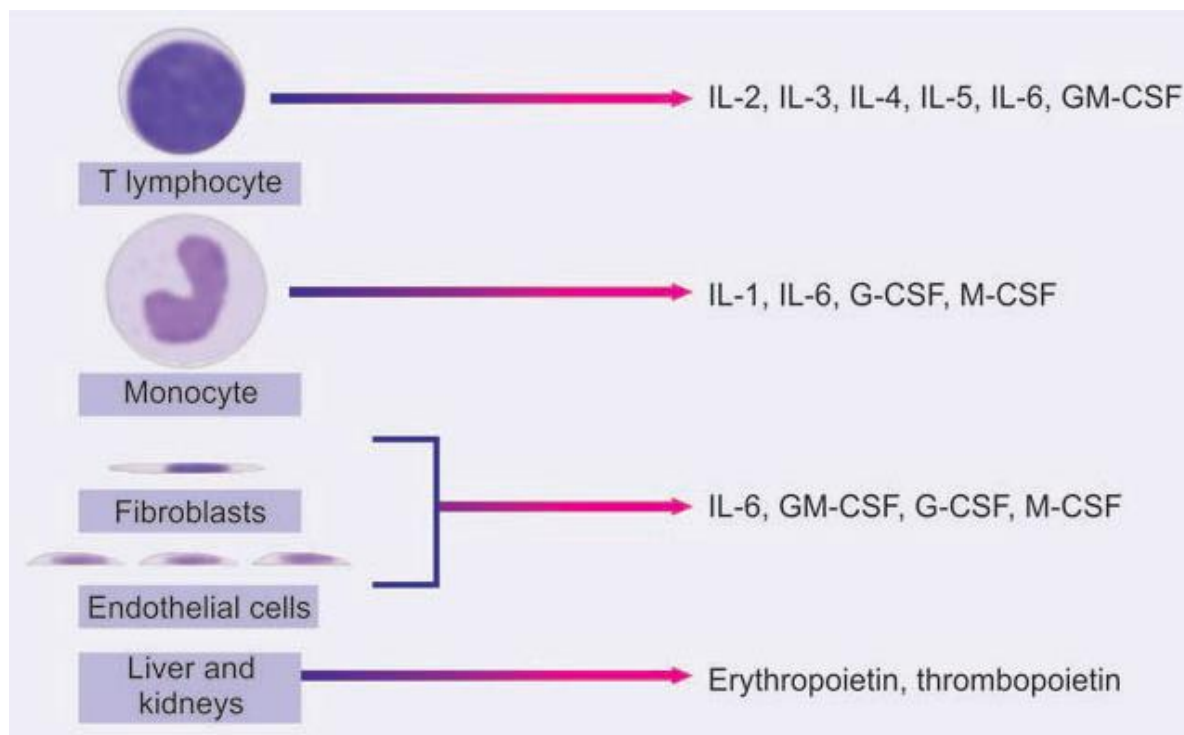 IL-2, IL-3, IL-4, IL-5, IL-6, GM-CSF
T lymphocyte
IL-1, IL-6, G-CSF, M-CSF
Monocyte
Fibroblasts
IL-6, GM-CSF, G-CSF, M-CSF
Endothelial cells
Liver and
kidneys
Erythropoietin, thrombopoietin